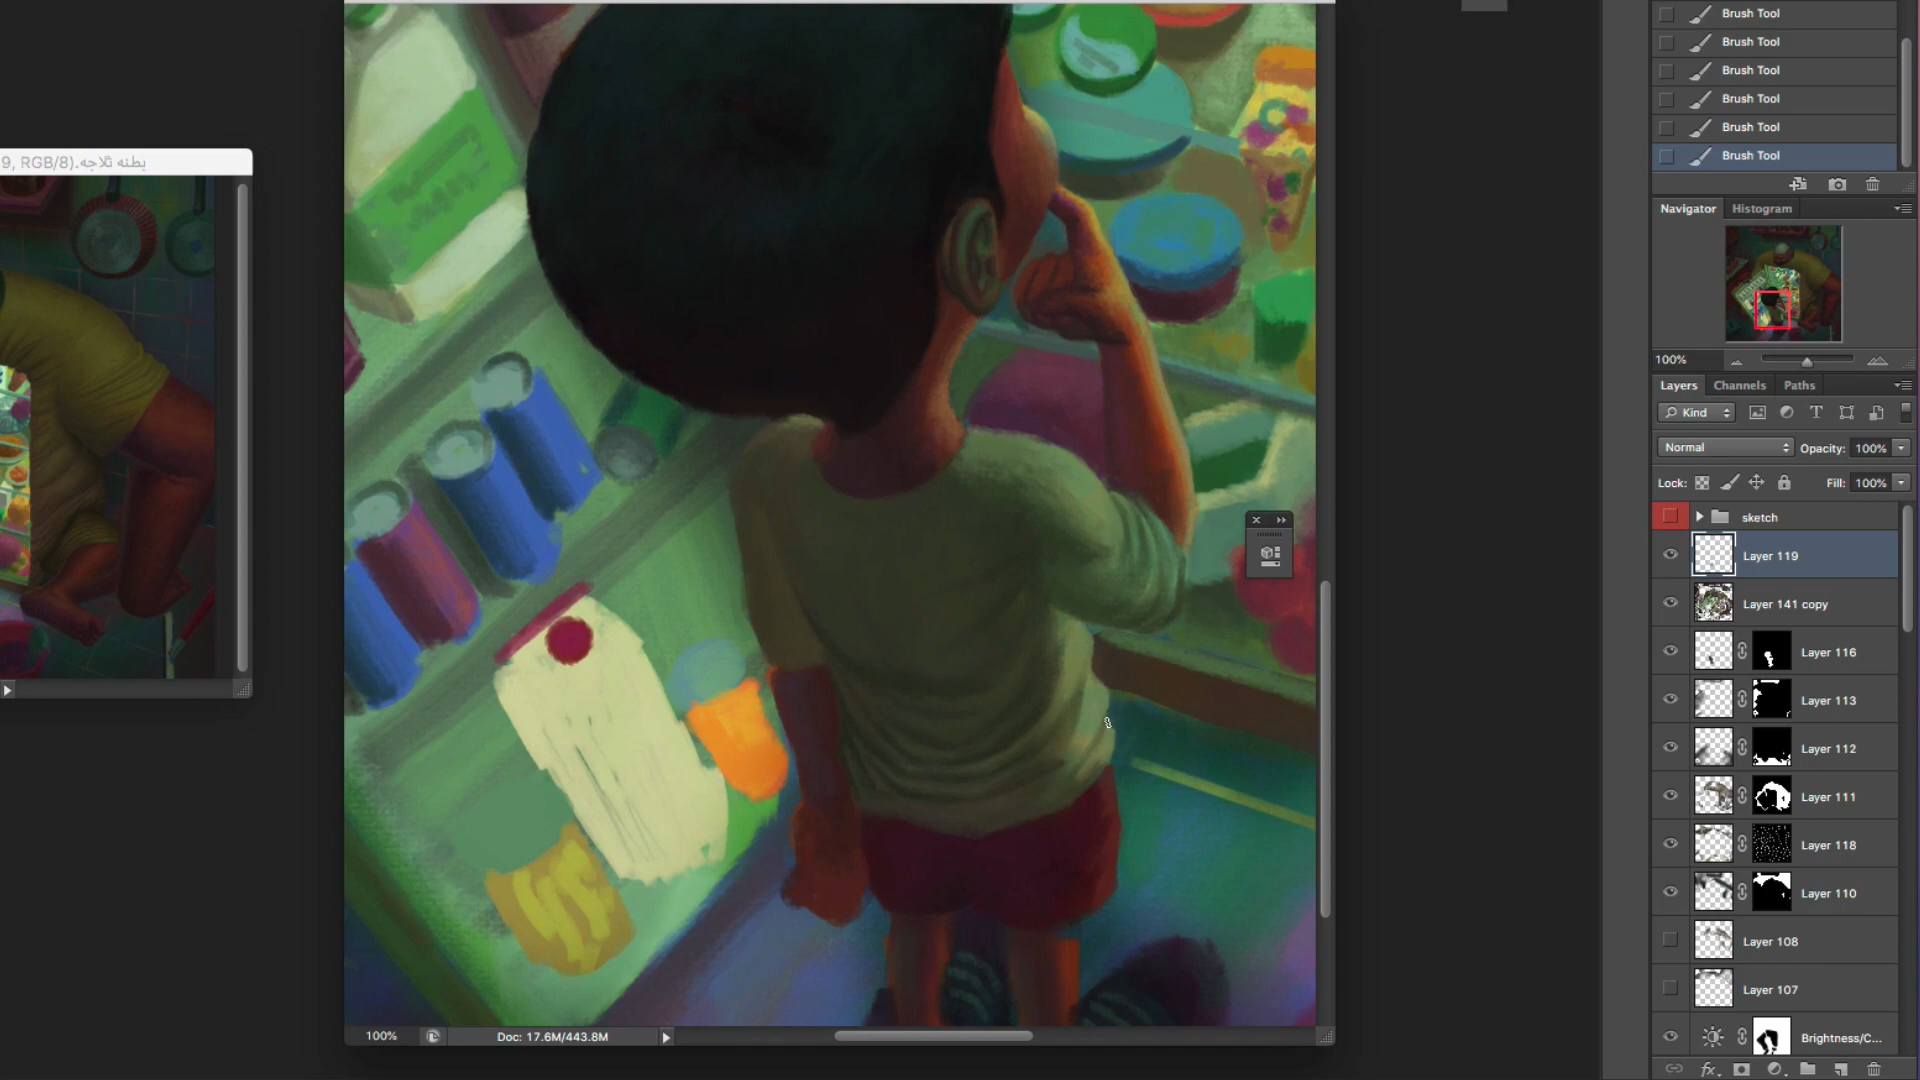 Brush Tool
Brush Tool
Brush Tool
Brush Tool
Brush Tool
Brush Tool
9, RGB/8).بطنه ثلاجه
Navigator
Histogram
100%
Layers
Channels
Paths
Kind
Normal
Opacity: 100%
Lock:
Fill: 100%
sketch
Layer 119
Layer 141 copy
Layer 116
Layer 113
Layer 112
Layer 111
Layer 118
Layer 110
Layer 108
Layer 107
Brightness/C...
100%
Doc: 17.6M/443.8M
fx